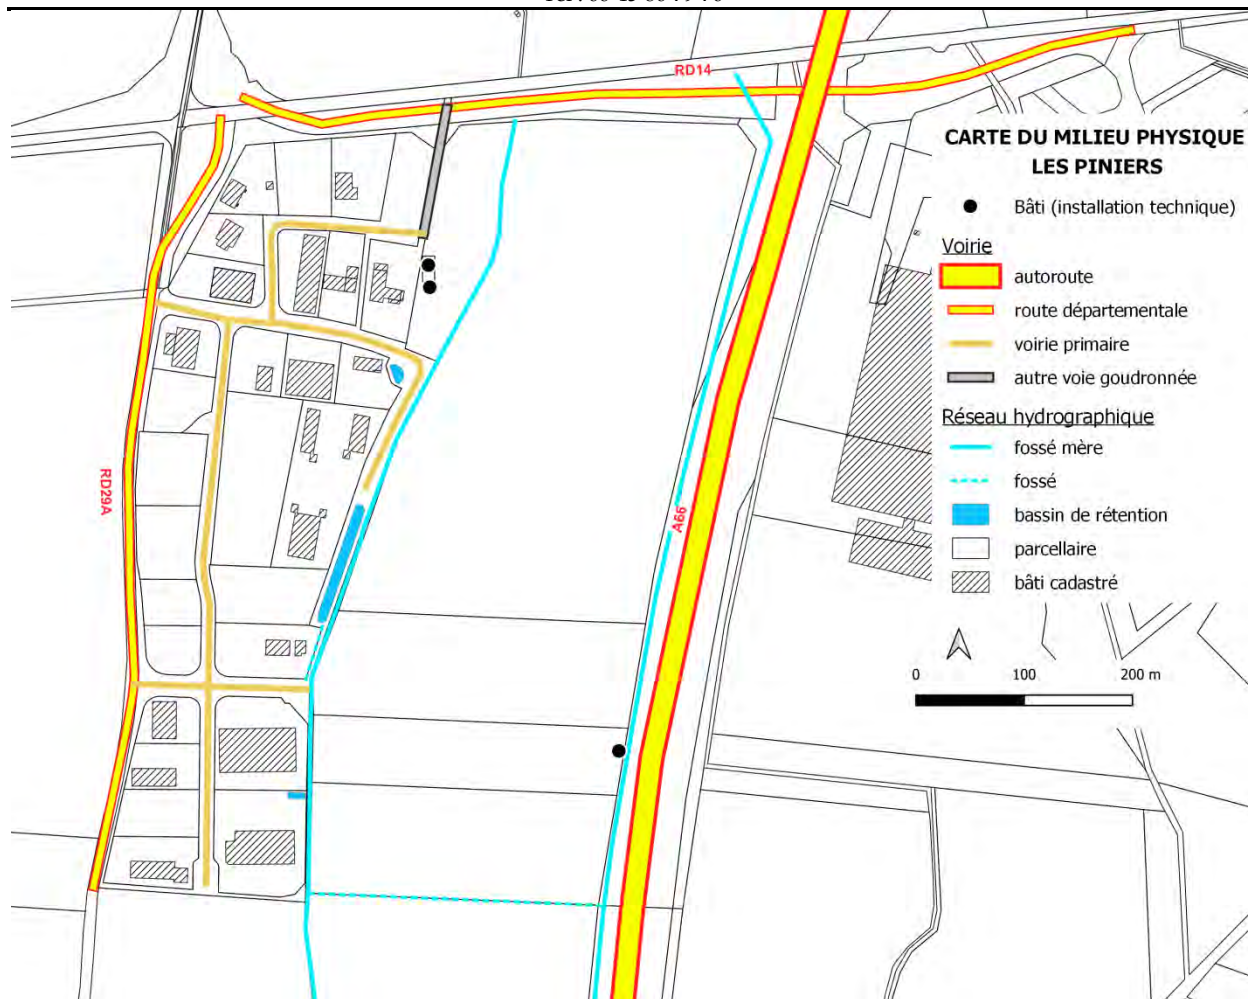 RD14
CARTE DU MILIEU PHYSIQUE
LES PINIERS
Bâti (installation technique)
Voirie
autoroute
route départementale
voirie primaire
autre voie goudronnée
Réseau hydrographique
fossé mère
fossé
bassin de rétention
parcellaire
bâti cadastré
RD29A
A66
0 100 200 m